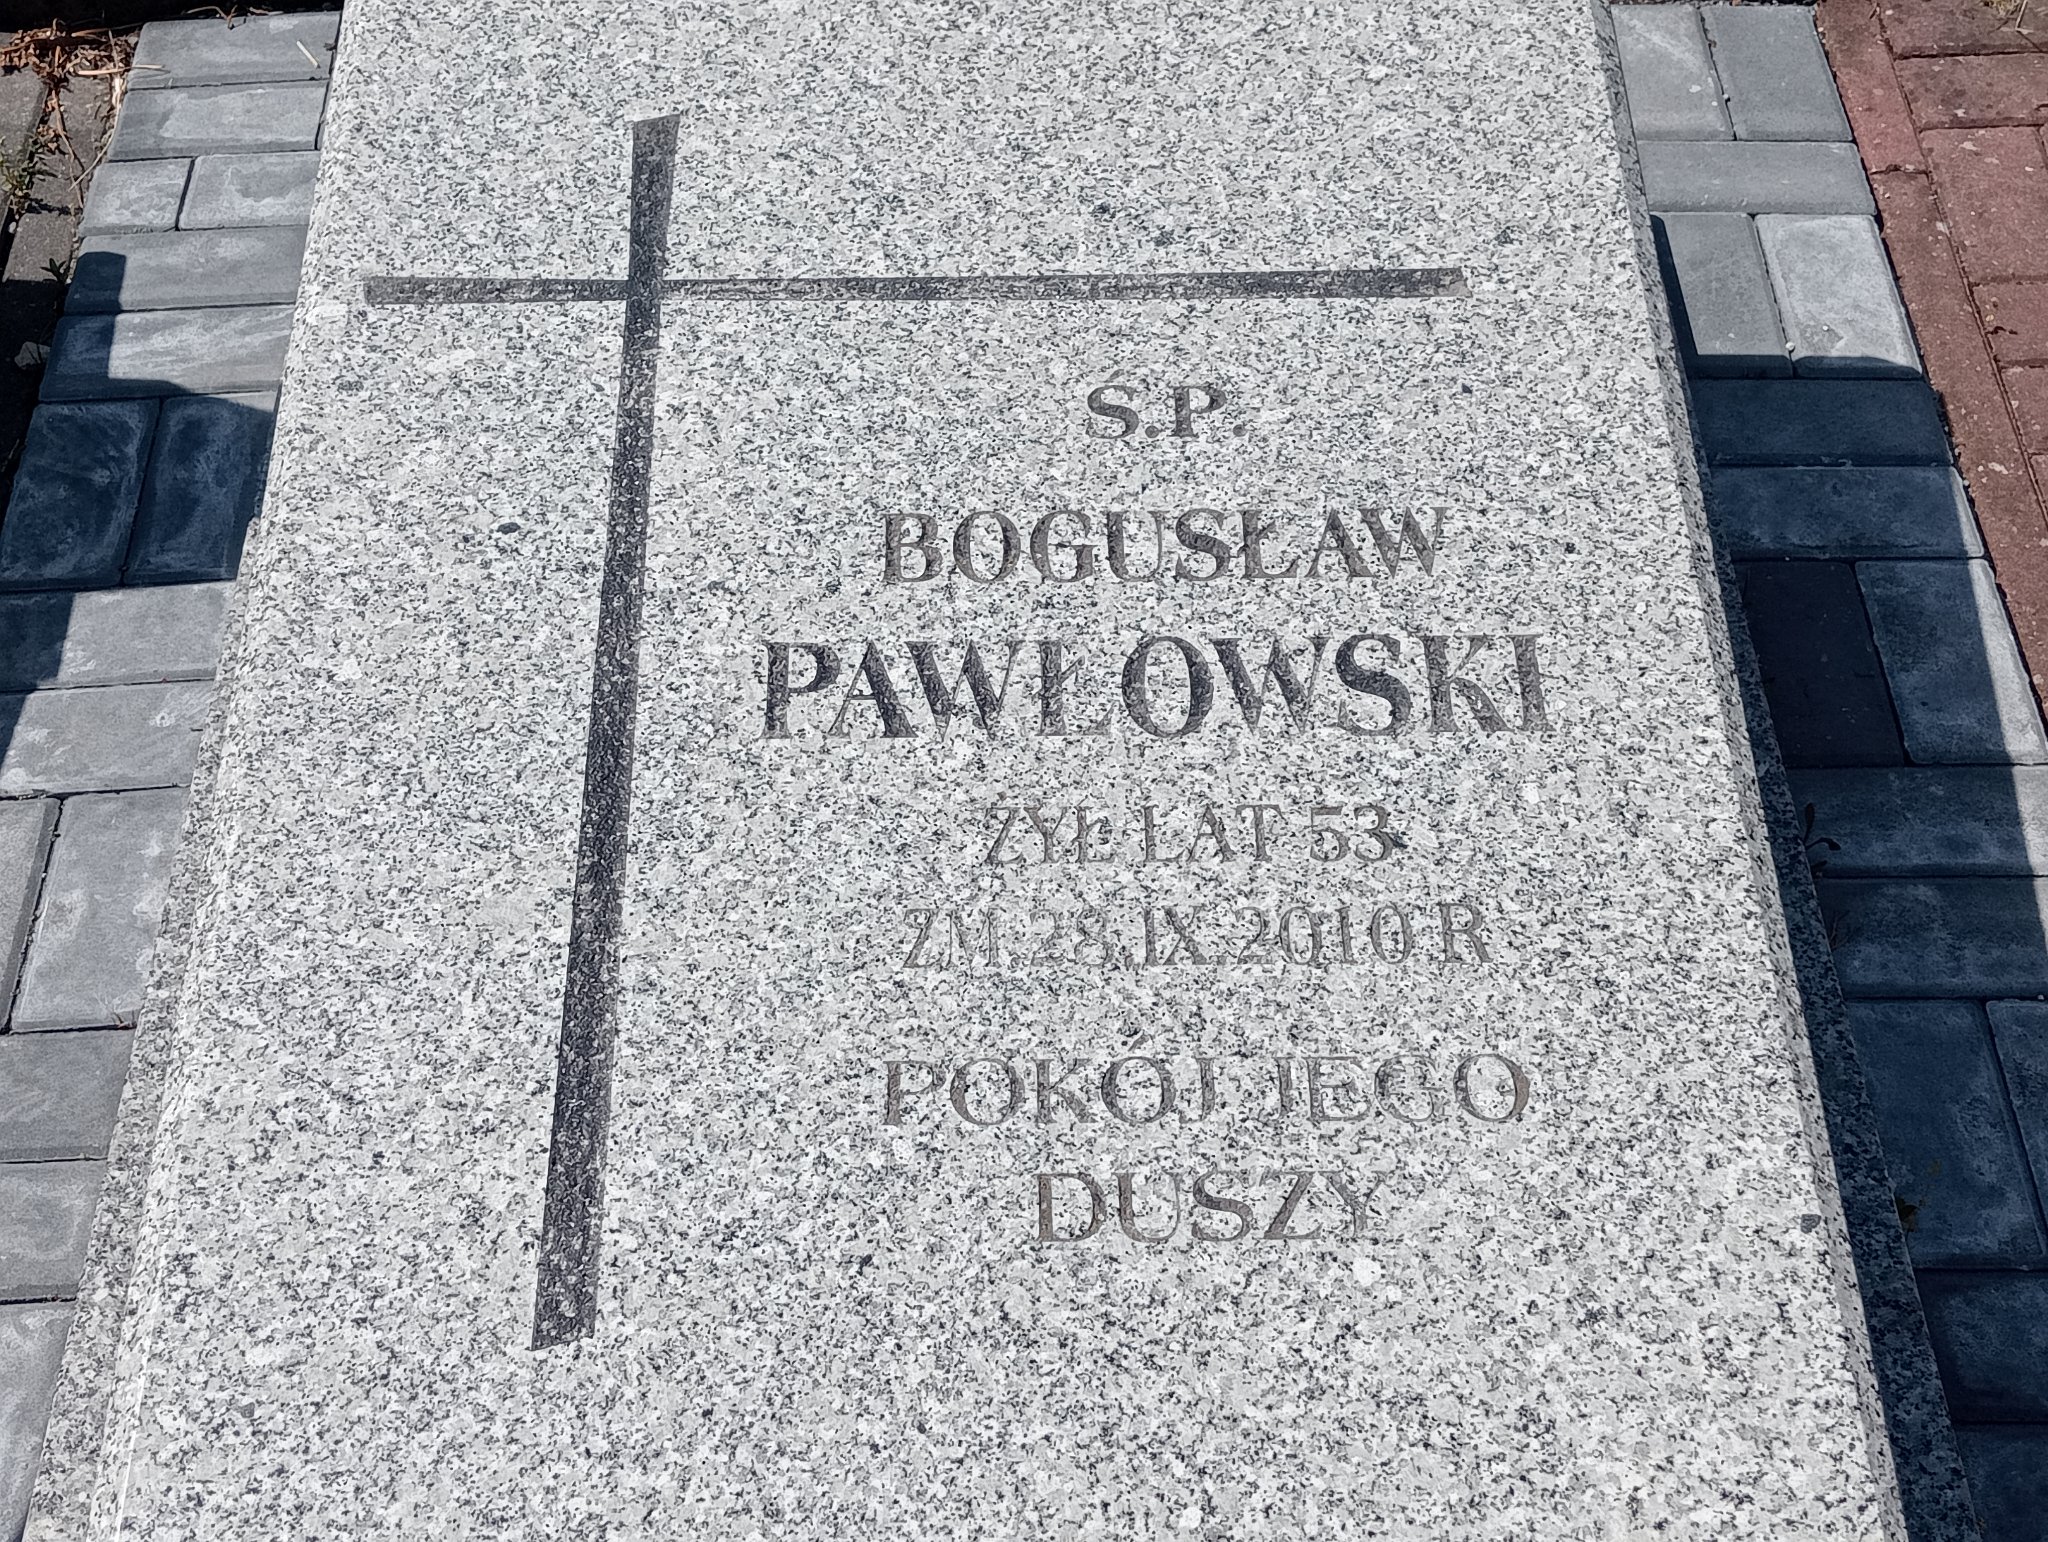 Ś.P.
BOGUSŁAW
PAWŁOWSKI
ŻYŁ LAT 53
ZM.28.IX.2010 R
POKÓJ JEGO
DUSZY